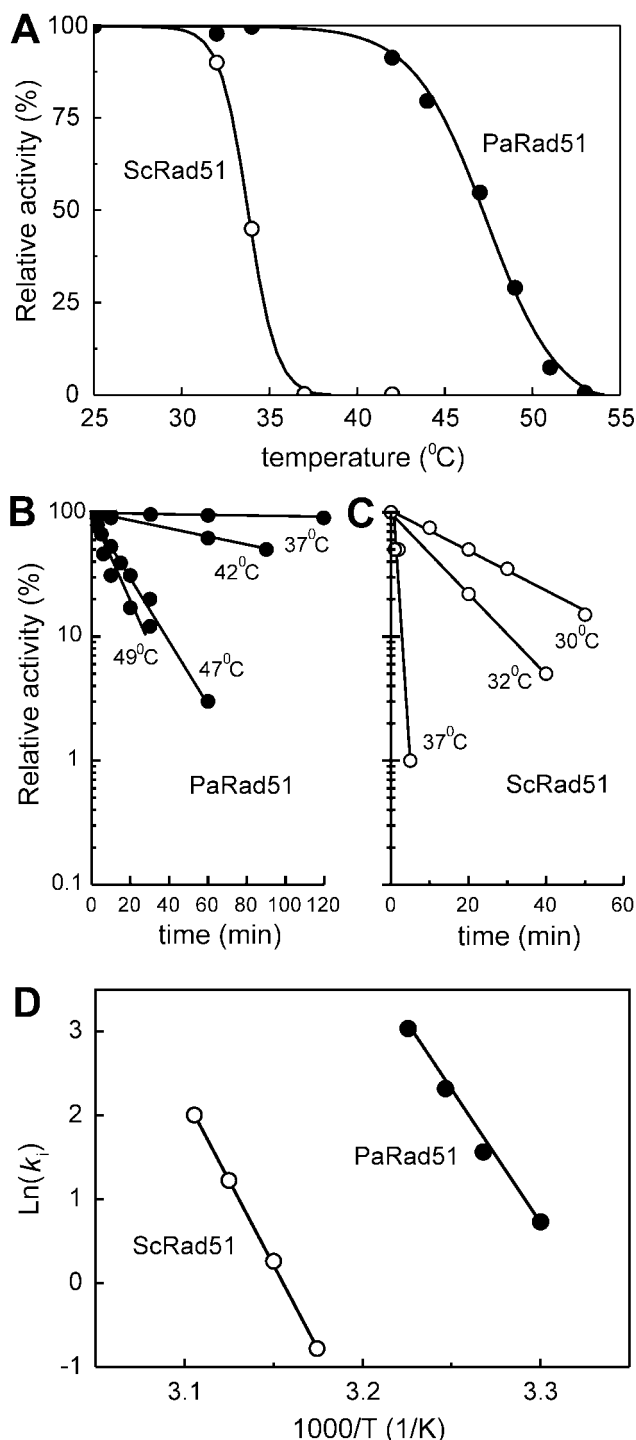 A
100
75
50
25
0
Relative activity (%)
ScRad51
PaRad51
25 30 35 40 45 50 55
temperature (⁰C)
B
100
10
1
0.1
Relative activity (%)
37⁰C
42⁰C
49⁰C
47⁰C
PaRad51
0 20 40 60 80 100 120
time (min)
C
30⁰C
32⁰C
37⁰C
ScRad51
0 20 40 60
time (min)
D
3
2
1
0
-1
Ln(kᵢ)
PaRad51
ScRad51
3.1 3.2 3.3
1000/T (1/K)